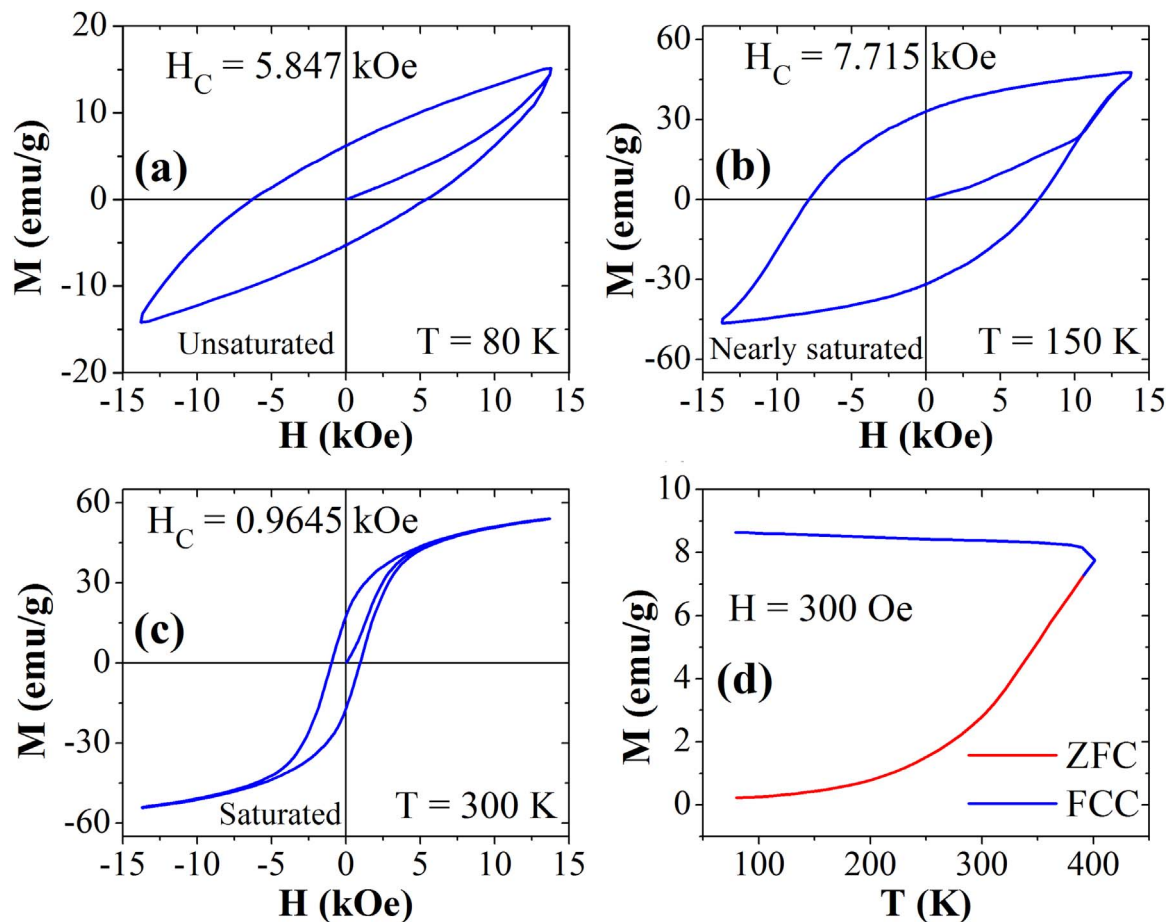 H_C = 5.847 kOe
(a)
Unsaturated
T = 80 K
M (emu/g)
20
10
0
-10
-20
-15
-10
-5
0
5
10
15
H (kOe)
H_C = 7.715 kOe
(b)
Nearly saturated
T = 150 K
M (emu/g)
60
30
0
-30
-60
-15
-10
-5
0
5
10
15
H (kOe)
H_C = 0.9645 kOe
(c)
Saturated
T = 300 K
M (emu/g)
60
30
0
-30
-60
-15
-10
-5
0
5
10
15
H (kOe)
H = 300 Oe
(d)
ZFC
FCC
M (emu/g)
10
8
6
4
2
0
100
200
300
400
T (K)